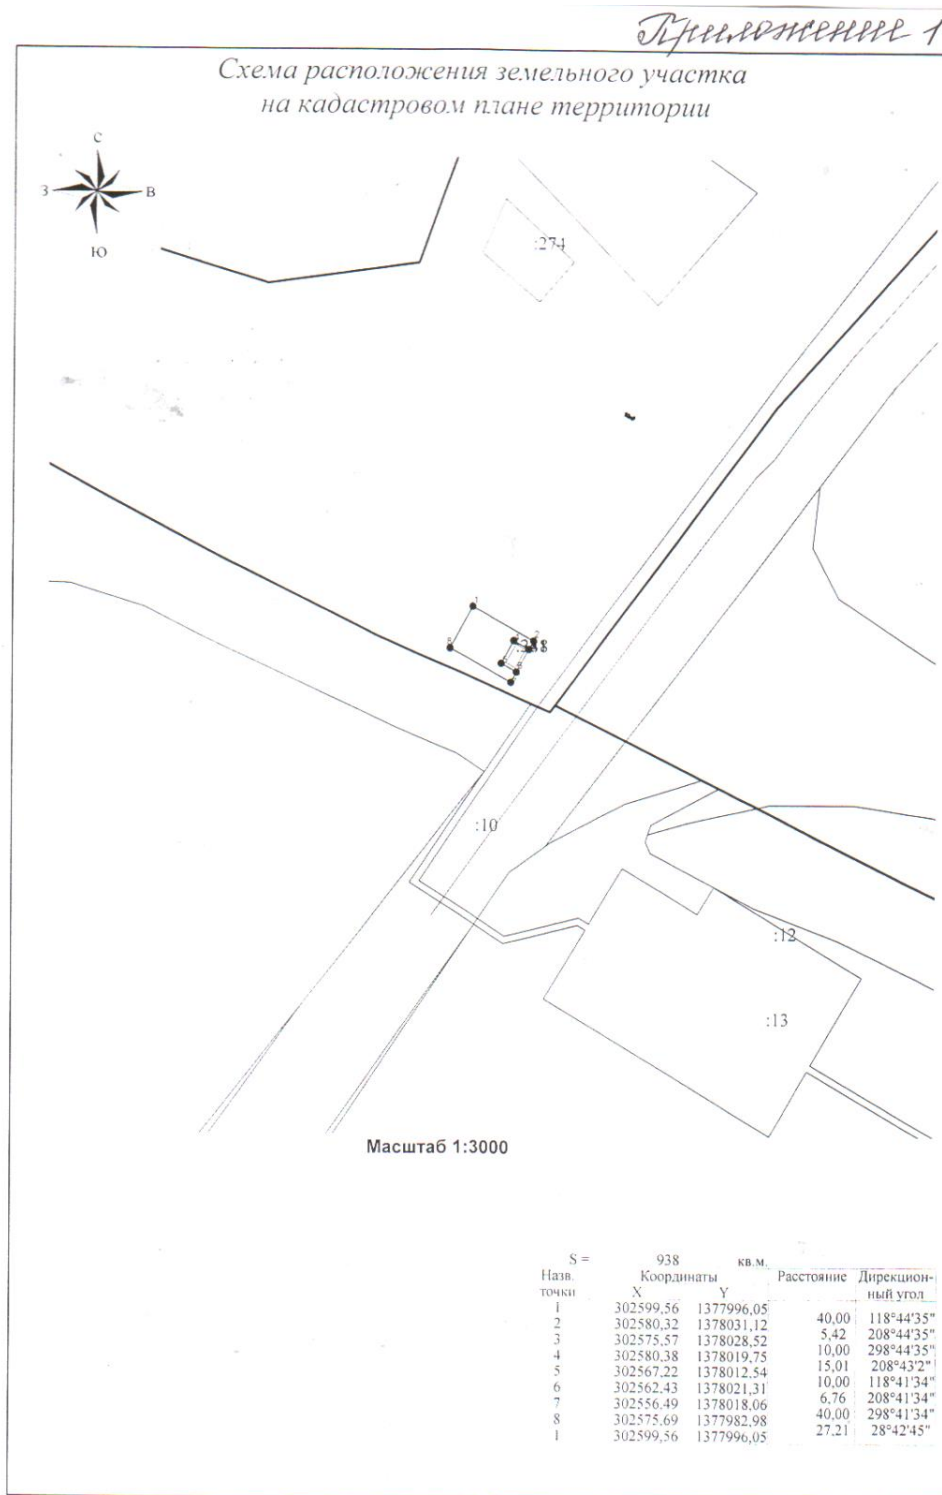 Приложение 1
Схема расположения земельного участка
на кадастровом плане территории
С
З В
Ю
:274
1
2
8
:10
:12
:13
Масштаб 1:3000
S = 938 кв.м.
Назв. Координаты Расстояние Дирекцион-
точки X Y ный угол
1 302599,56 1377996,05
40,00 118°44'35"
2 302580,32 1378031,12
5,42 208°44'35"
3 302575,57 1378028,52
10,00 298°44'35"
4 302580,38 1378019,75
15,01 208°43'2"
5 302567,22 1378012,54
10,00 118°41'34"
6 302562,43 1378021,31
6,76 208°41'34"
7 302556,49 1378018,06
40,00 298°41'34"
8 302575,69 1377982,98
27,21 28°42'45"
1 302599,56 1377996,05